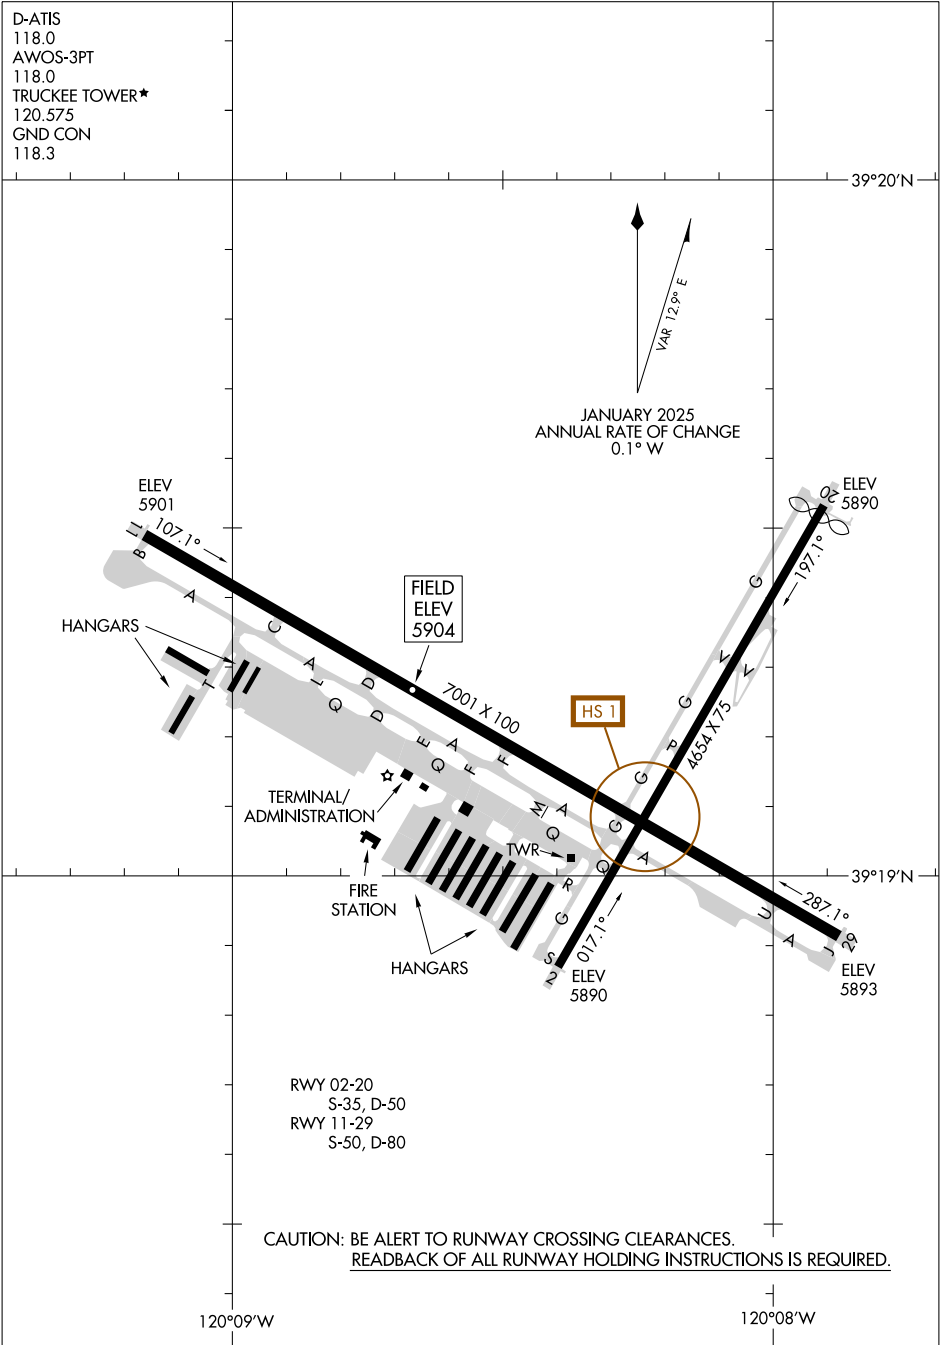 D-ATIS
118.0
AWOS-3PT
118.0
TRUCKEE TOWER★
120.575
GND CON
118.3
39°20'N
VAR 12.9° E
JANUARY 2025
ANNUAL RATE OF CHANGE
0.1° W
ELEV
5901
11
107.1°
B
A
C
A
L
Q
D
D
E
A
Q
F
F
M
Q
A
HANGARS
T
FIELD
ELEV
5904
7001 X 100
ELEV
5890
20
197.1°
G
V
V
G
P
G
4654 X 75
HS 1
G
A
Q
R
G
S
2
017.1°
ELEV
5890
TERMINAL/
ADMINISTRATION
TWR
FIRE
STATION
HANGARS
39°19'N
287.1°
U
A
J
29
ELEV
5893
RWY 02-20
S-35, D-50
RWY 11-29
S-50, D-80
CAUTION: BE ALERT TO RUNWAY CROSSING CLEARANCES.
READBACK OF ALL RUNWAY HOLDING INSTRUCTIONS IS REQUIRED.
120°09'W
120°08'W